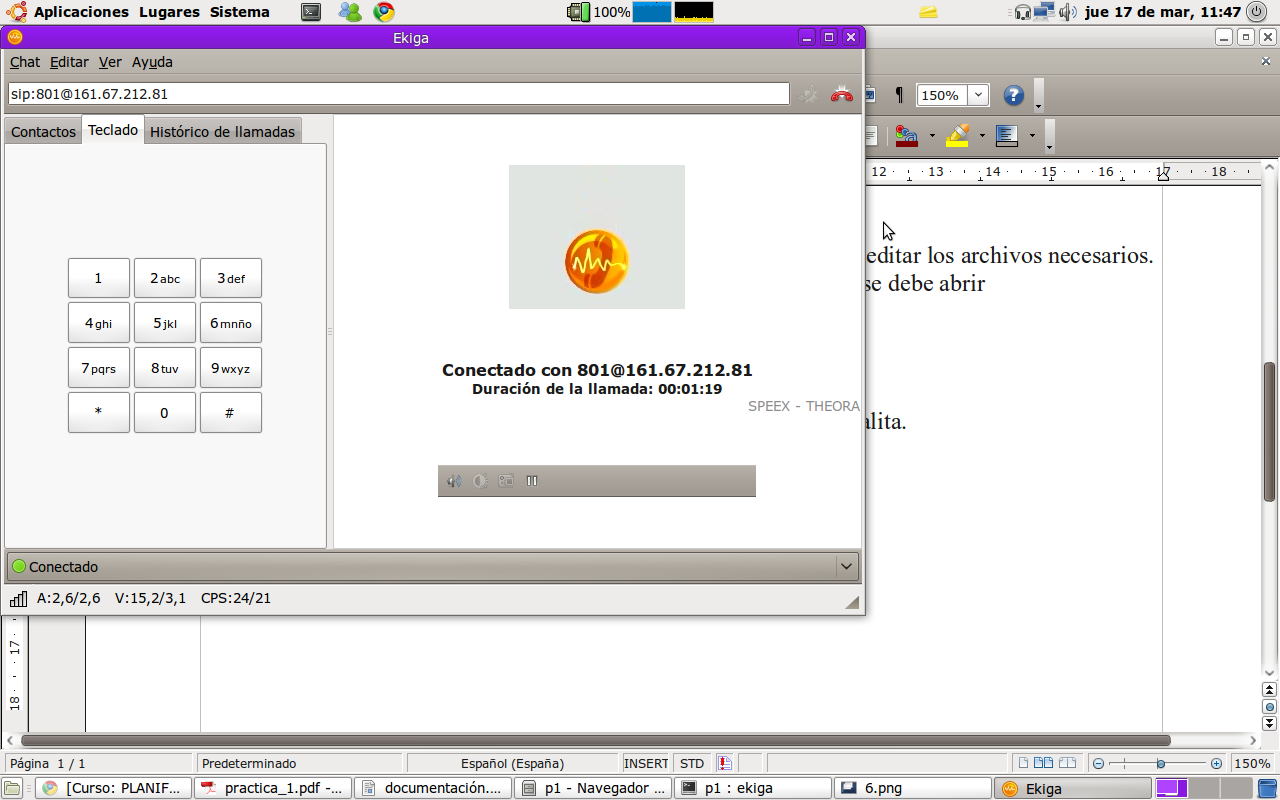 Aplicaciones Lugares Sistema 100% jue 17 de mar, 11:47
Ekiga
Chat Editar Ver Ayuda
sip:801@161.67.212.81
150%
Contactos Teclado Histórico de llamadas
12 13 14 15 16 17 18
1 2abc 3def
4ghi 5jkl 6mnño
7pqrs 8tuv 9wxyz
* 0 #
Conectado con 801@161.67.212.81
Duración de la llamada: 00:01:19
SPEEX - THEORA
editar los archivos necesarios.
se debe abrir
alita.
Conectado
A:2,6/2,6 V:15,2/3,1 CPS:24/21
17
18
Página 1 / 1 Predeterminado Español (España) INSERT STD 150%
[Curso: PLANIF... practica_1.pdf -... documentación.... p1 - Navegador ... p1 : ekiga 6.png Ekiga